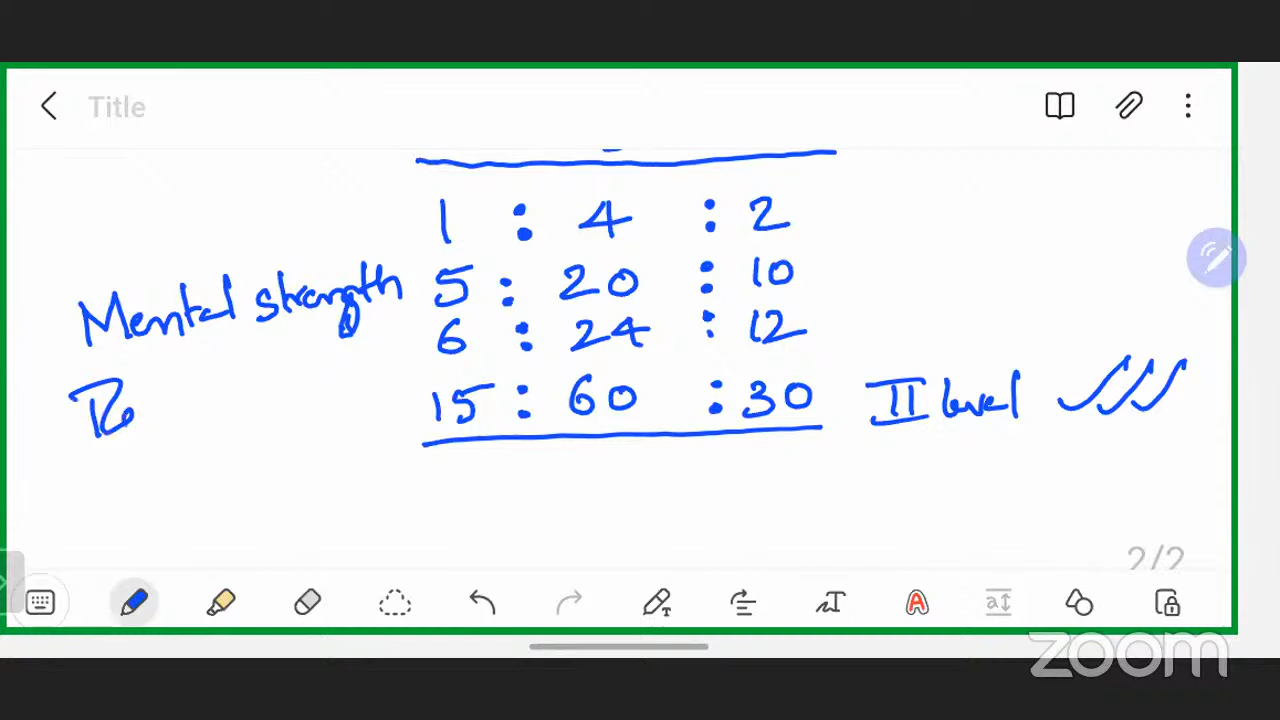 Title
1 : 4 : 2
Mental strength 5 : 20 : 10
6 : 24 : 12
15 : 60 : 30 II level
2/2
zoom